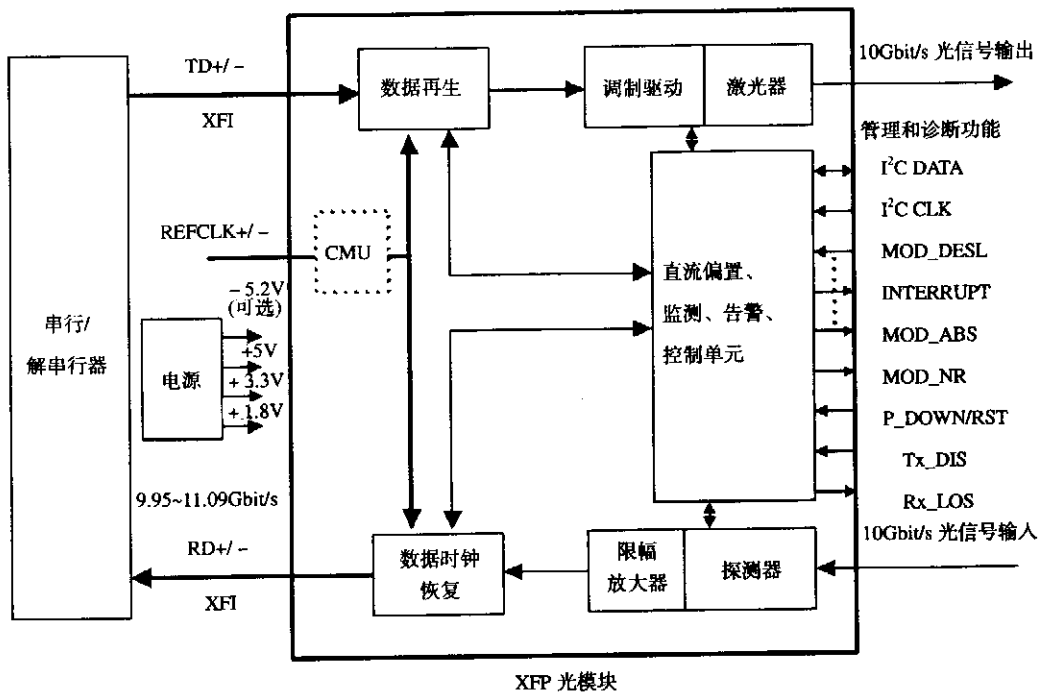 TD+/−
XFI
数据再生
调制驱动
激光器
10Gbit/s 光信号输出
管理和诊断功能
I²C DATA
I²C CLK
MOD_DESL
INTERRUPT
MOD_ABS
MOD_NR
P_DOWN/RST
Tx_DIS
Rx_LOS
10Gbit/s 光信号输入
REFCLK+/−
CMU
−5.2V
(可选)
+5V
+3.3V
+1.8V
电源
串行/
解串行器
直流偏置、
监测、告警、
控制单元
9.95~11.09Gbit/s
RD+/−
XFI
数据时钟
恢复
限幅
放大器
探测器
XFP 光模块